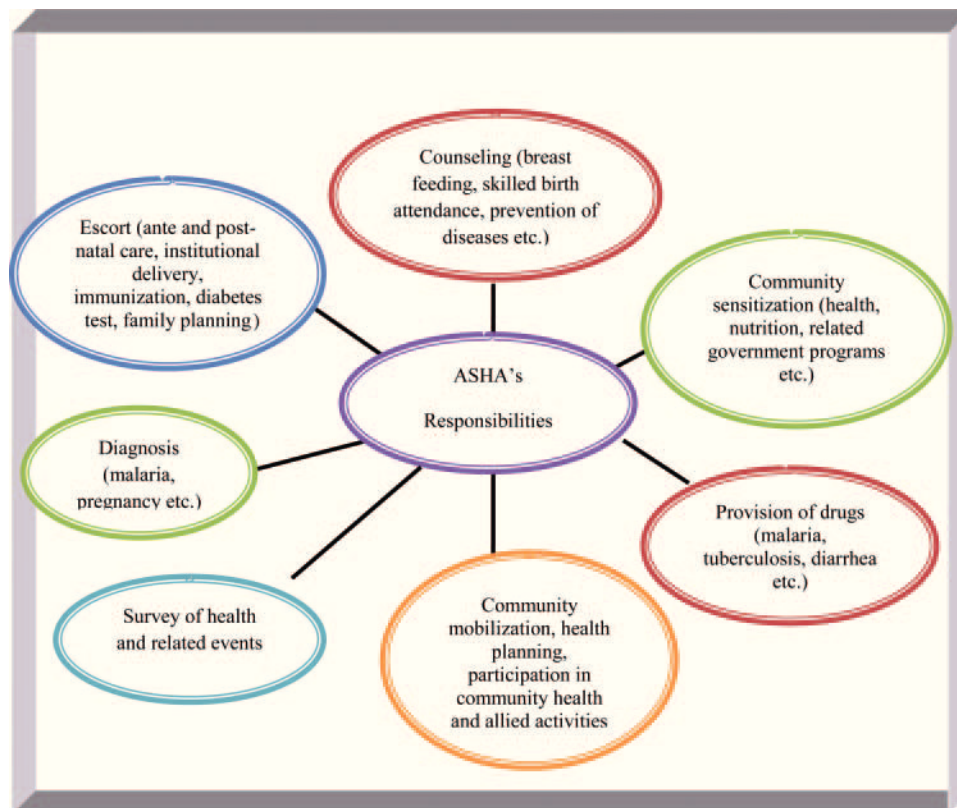 Counseling (breast
feeding, skilled birth
attendance, prevention of
diseases etc.)
Escort (ante and post-
natal care, institutional
delivery,
immunization, diabetes
test, family planning)
Community
sensitization (health,
nutrition, related
government programs
etc.)
ASHA's
Responsibilities
Diagnosis
(malaria,
pregnancy etc.)
Provision of drugs
(malaria,
tuberculosis, diarrhea
etc.)
Survey of health
and related events
Community
mobilization, health
planning,
participation in
community health
and allied activities